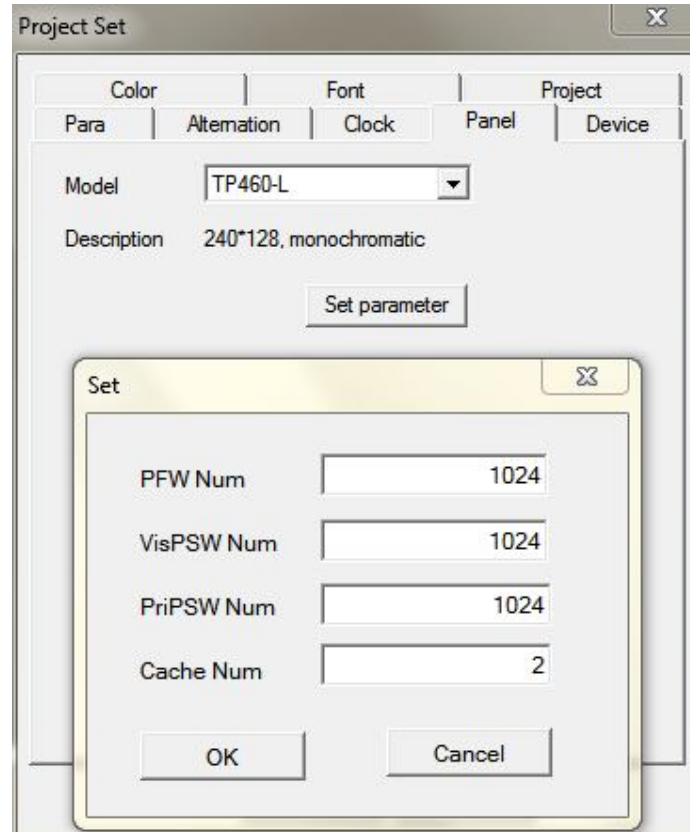 Project Set
Color Font Project
Para Alternation Clock Panel Device
Model TP460-L
Description 240*128, monochromatic
Set parameter
Set
PFW Num 1024
VisPSW Num 1024
PriPSW Num 1024
Cache Num 2
OK Cancel